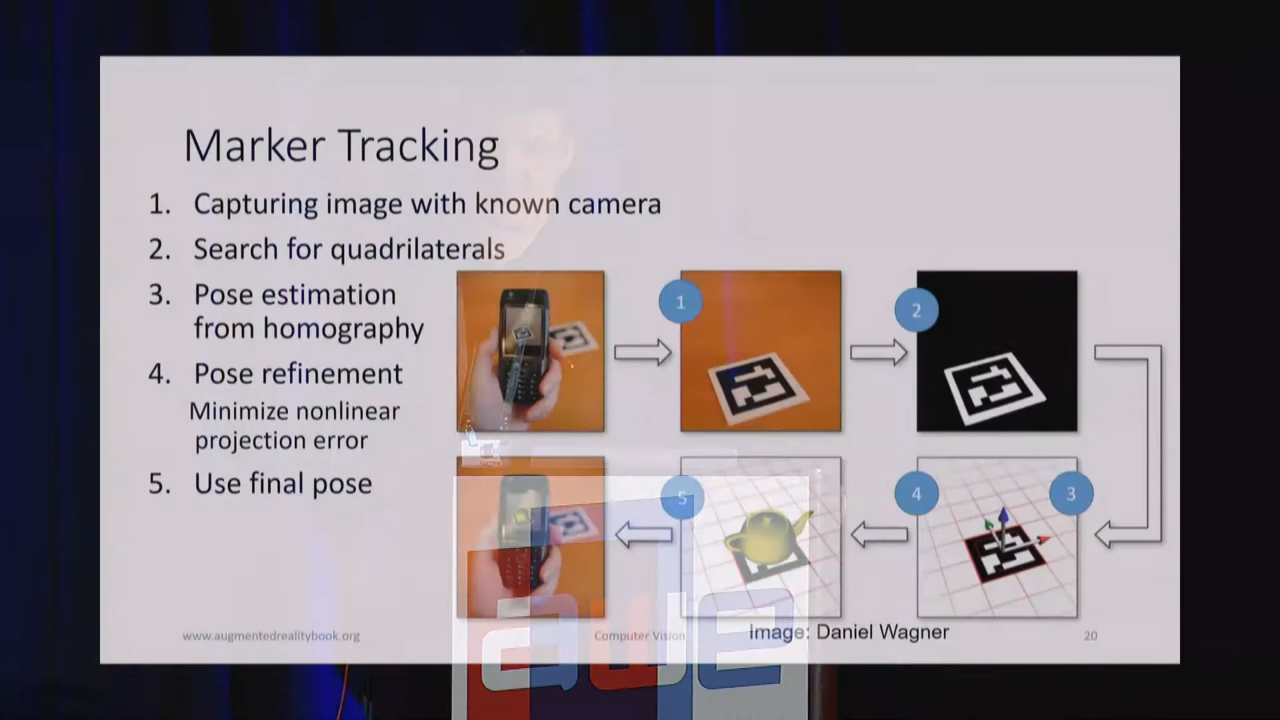 Marker Tracking
1. Capturing image with known camera
2. Search for quadrilaterals
3. Pose estimation
from homography
4. Pose refinement
Minimize nonlinear
projection error
5. Use final pose
1
2
5
4
3
www.augmentedrealitybook.org
Computer Vision
Image: Daniel Wagner
20
awe